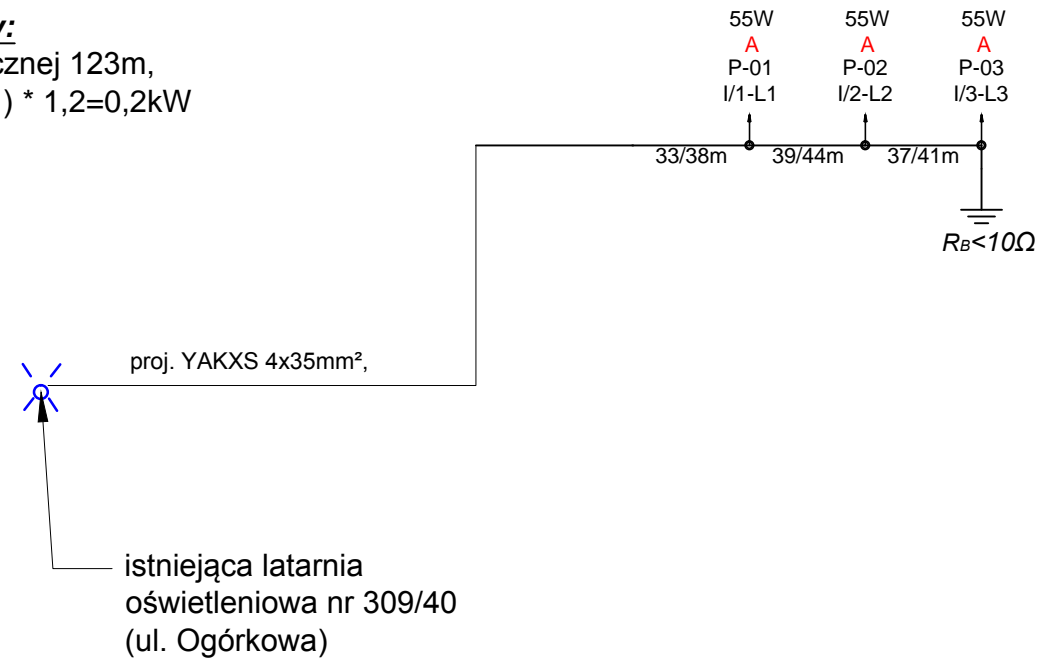 y:
cznej 123m,
) * 1,2=0,2kW
55W
A
P-01
I/1-L1
55W
A
P-02
I/2-L2
55W
A
P-03
I/3-L3
33/38m
39/44m
37/41m
RB<10Ω
proj. YAKXS 4x35mm²,
istniejąca latarnia
oświetleniowa nr 309/40
(ul. Ogórkowa)